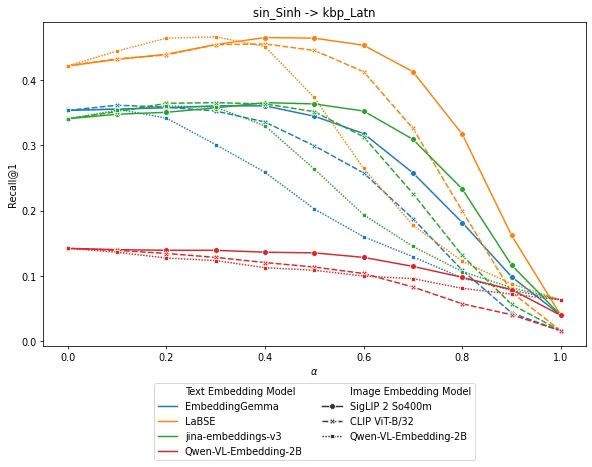 sin_Sinh -> kbp_Latn
0.4
0.3
0.2
0.1
0.0
Recall@1
0.0 0.2 0.4 0.6 0.8 1.0
α
Text Embedding Model
EmbeddingGemma
LaBSE
jina-embeddings-v3
Qwen-VL-Embedding-2B
Image Embedding Model
SigLIP 2 So400m
CLIP ViT-B/32
Qwen-VL-Embedding-2B